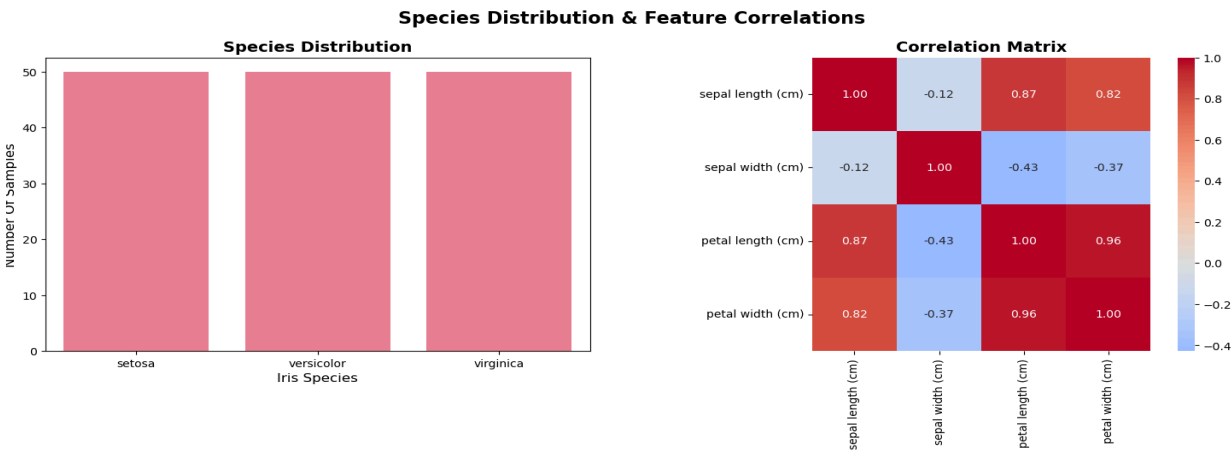 Species Distribution & Feature Correlations
Species Distribution
50
40
30
20
10
0
Number Of Samples
setosa versicolor virginica
Iris Species
Correlation Matrix
sepal length (cm) 1.00 -0.12 0.87 0.82
sepal width (cm) -0.12 1.00 -0.43 -0.37
petal length (cm) 0.87 -0.43 1.00 0.96
petal width (cm) 0.82 -0.37 0.96 1.00
sepal length (cm)
sepal width (cm)
petal length (cm)
petal width (cm)
1.0
0.8
0.6
0.4
0.2
0.0
−0.2
−0.4